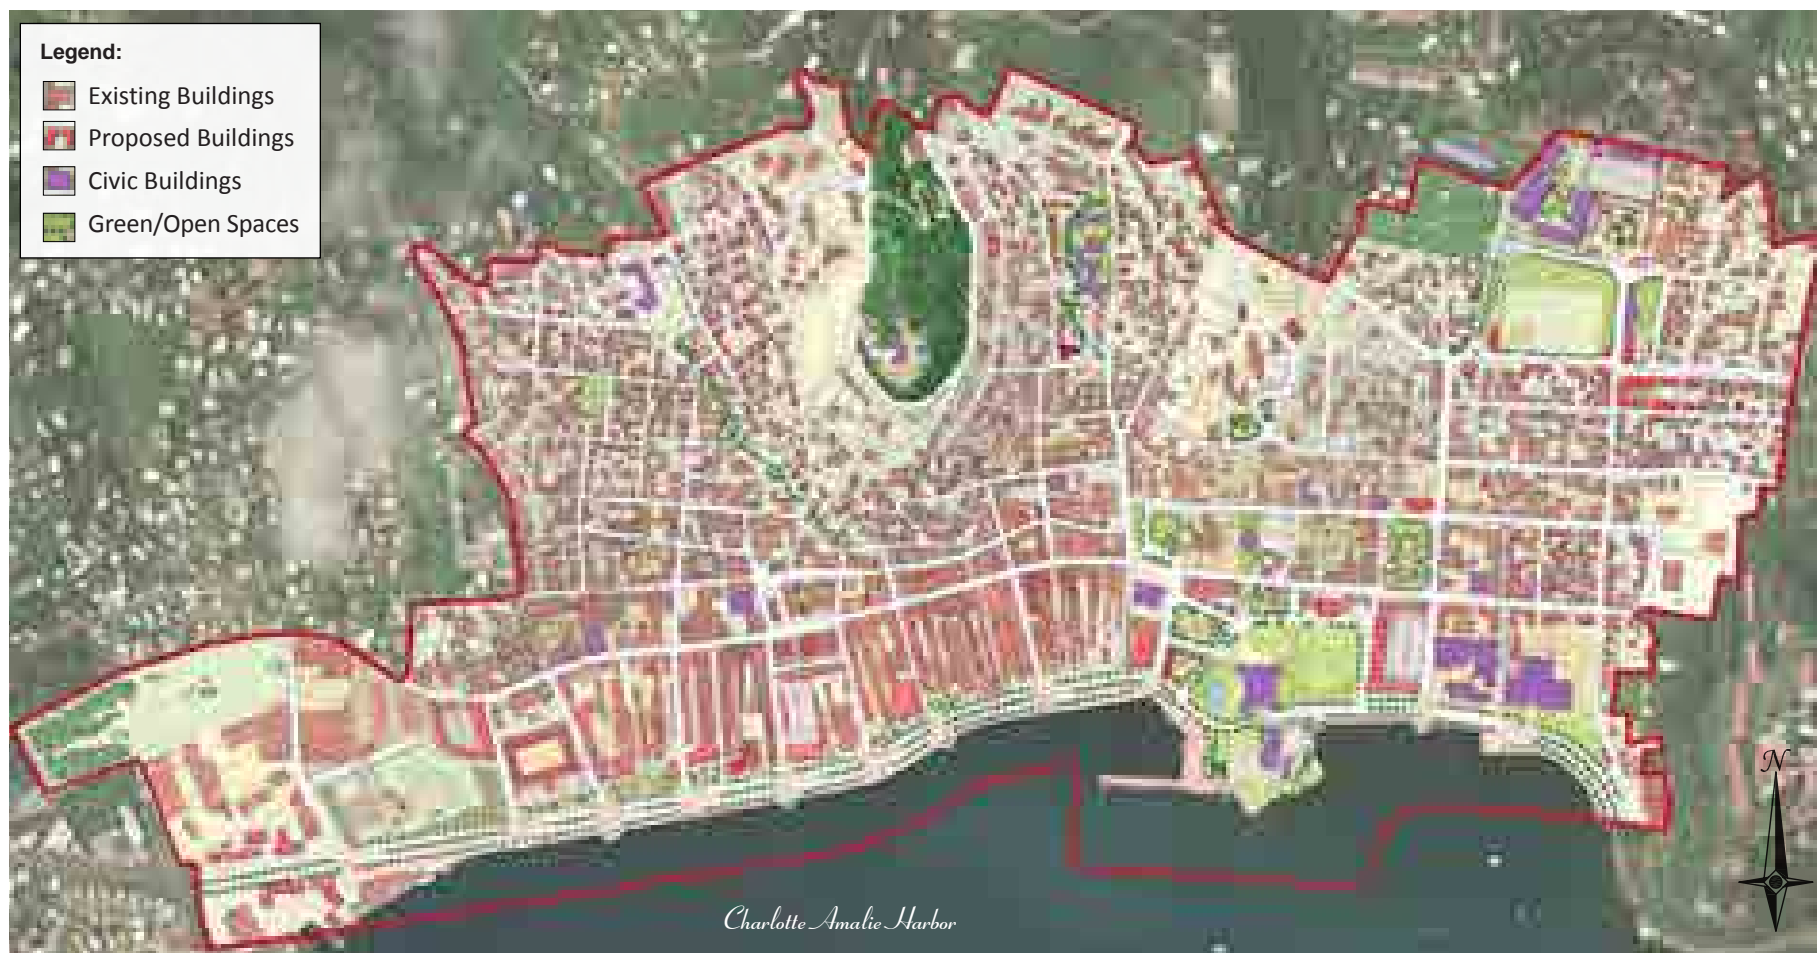 Legend:
Existing Buildings
Proposed Buildings
Civic Buildings
Green/Open Spaces
N
Charlotte Amalie Harbor